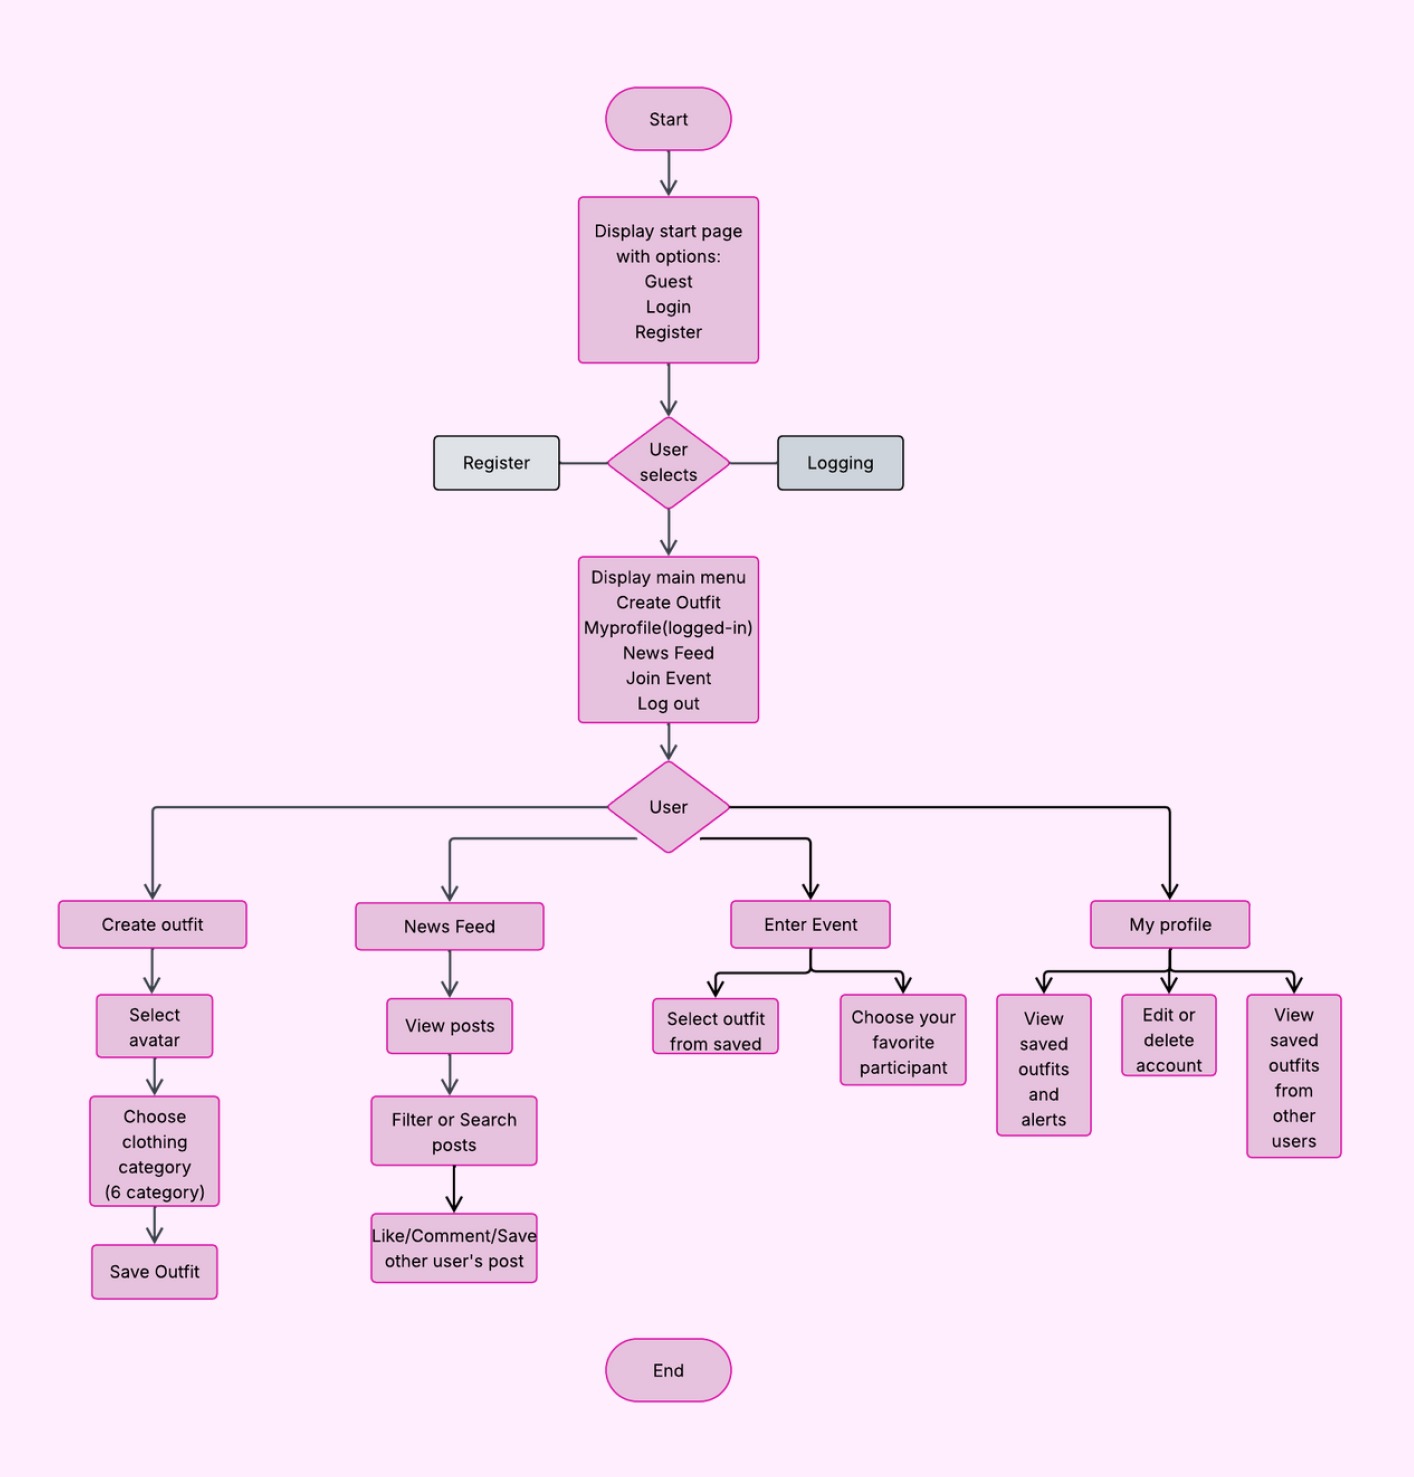 Start
Display start page
with options:
Guest
Login
Register
Register
User
selects
Logging
Display main menu
Create Outfit
Myprofile(logged-in)
News Feed
Join Event
Log out
User
Create outfit
News Feed
Enter Event
My profile
Select
avatar
View posts
Select outfit
from saved
Choose your
favorite
participant
View
saved
outfits
and
alerts
Edit or
delete
account
View
saved
outfits
from
other
users
Choose
clothing
category
(6 category)
Filter or Search
posts
Save Outfit
Like/Comment/Save
other user's post
End